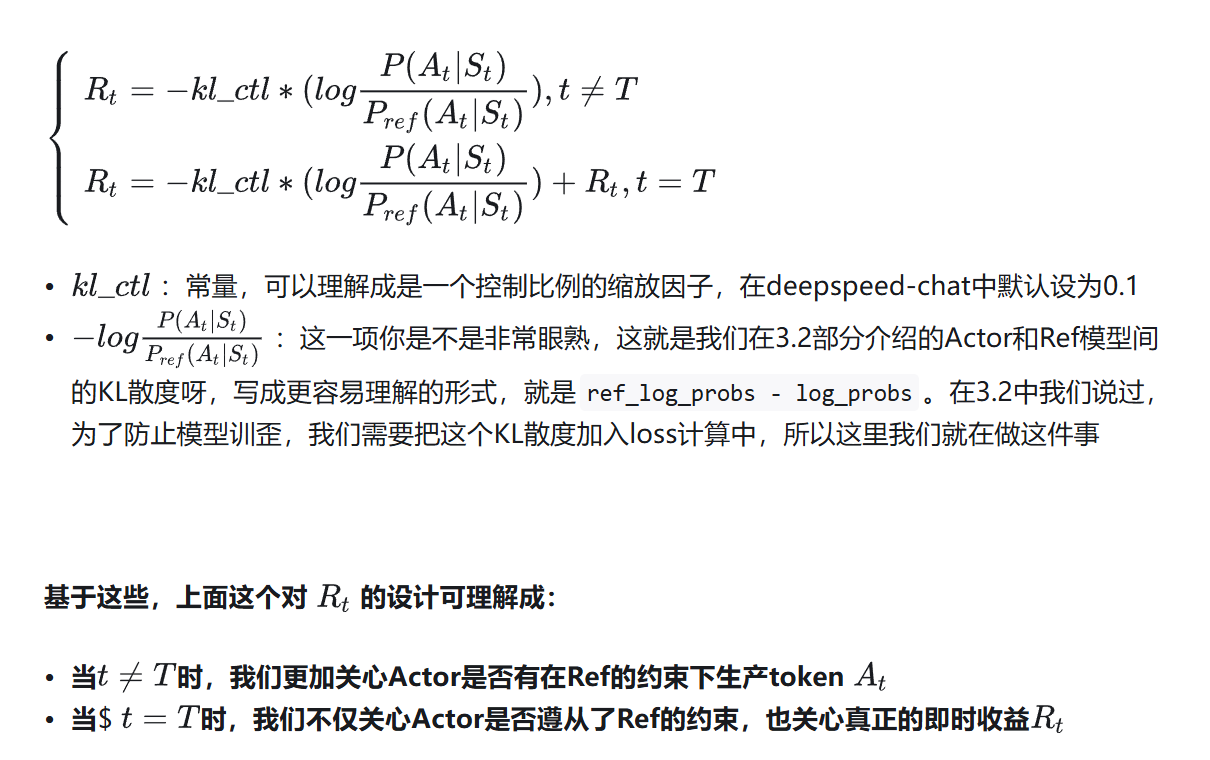 $$\begin{cases} R_t = -kl\_ctl * (log\frac{P(A_t|S_t)}{P_{ref}(A_t|S_t)}), t \neq T \\ R_t = -kl\_ctl * (log\frac{P(A_t|S_t)}{P_{ref}(A_t|S_t)}) + R_t, t = T \end{cases}$$
• $kl\_ctl$ :常量,可以理解成是一个控制比例的缩放因子,在deepspeed-chat中默认设为0.1
• $-log\frac{P(A_t|S_t)}{P_{ref}(A_t|S_t)}$ :这一项你是不是非常眼熟,这就是我们在3.2部分介绍的Actor和Ref模型间
的KL散度呀,写成更容易理解的形式,就是 ref_log_probs - log_probs 。在3.2中我们说过,
为了防止模型训歪,我们需要把这个KL散度加入loss计算中,所以这里我们就在做这件事
基于这些,上面这个对 $R_t$ 的设计可理解成:
• 当$t \neq T$时,我们更加关心Actor是否有在Ref的约束下生产token $A_t$
• 当$ $t = T$时,我们不仅关心Actor是否遵从了Ref的约束,也关心真正的即时收益$R_t$